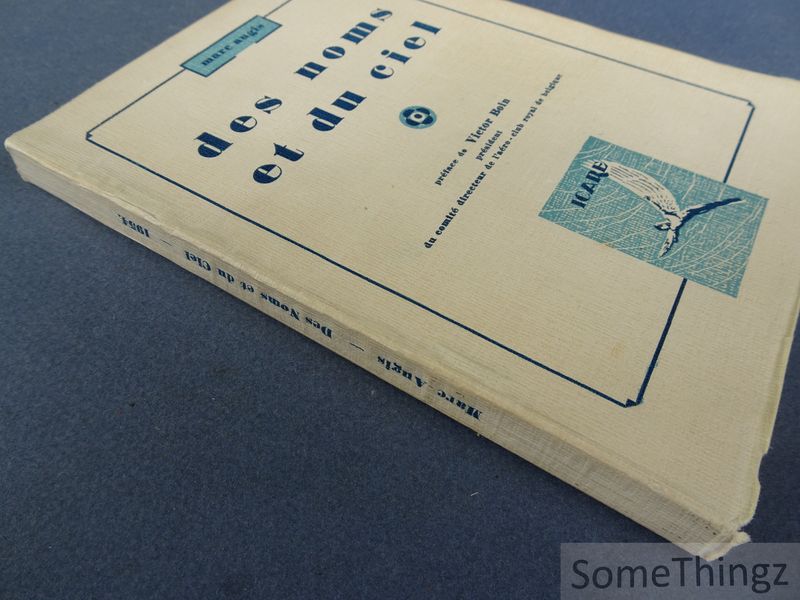 marc augis
des noms
et du ciel
préface de Victor Boin
président
du comité directeur de l'aéro-club royal de belgique
ICARE
Marc Augis — Des Noms et du Ciel — 1954.
SomeThingz